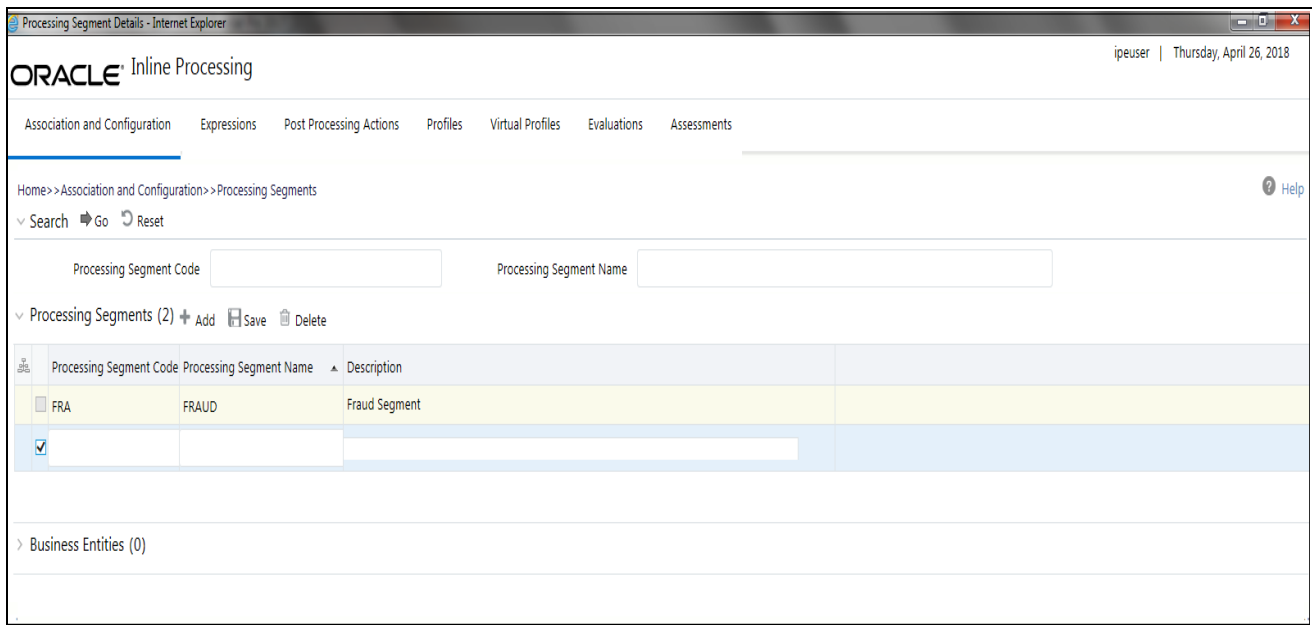 Processing Segment Details - Internet Explorer
ORACLE® Inline Processing
ipeuser | Thursday, April 26, 2018
Association and Configuration Expressions Post Processing Actions Profiles Virtual Profiles Evaluations Assessments
Home>>Association and Configuration>>Processing Segments
Help
Search Go Reset
Processing Segment Code Processing Segment Name
Processing Segments (2) Add Save Delete
Processing Segment Code Processing Segment Name Description
FRA FRAUD Fraud Segment
Business Entities (0)